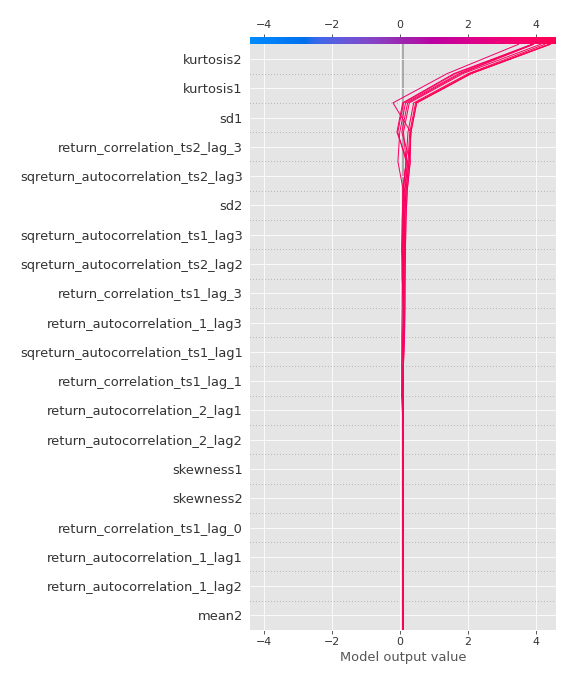 −4 −2 0 2 4
kurtosis2
kurtosis1
sd1
return_correlation_ts2_lag_3
sqreturn_autocorrelation_ts2_lag3
sd2
sqreturn_autocorrelation_ts1_lag3
sqreturn_autocorrelation_ts2_lag2
return_correlation_ts1_lag_3
return_autocorrelation_1_lag3
sqreturn_autocorrelation_ts1_lag1
return_correlation_ts1_lag_1
return_autocorrelation_2_lag1
return_autocorrelation_2_lag2
skewness1
skewness2
return_correlation_ts1_lag_0
return_autocorrelation_1_lag1
return_autocorrelation_1_lag2
mean2
−4 −2 0 2 4
Model output value